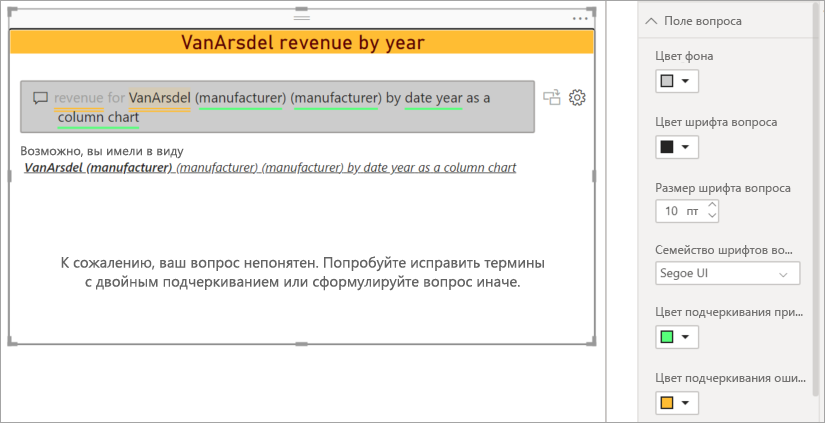 VanArsdel revenue by year
revenue for VanArsdel (manufacturer) (manufacturer) by date year as a
column chart
Возможно, вы имели в виду
VanArsdel (manufacturer) (manufacturer) (manufacturer) by date year as a column chart
К сожалению, ваш вопрос непонятен. Попробуйте исправить термины
с двойным подчеркиванием или сформулируйте вопрос иначе.
Поле вопроса
Цвет фона
Цвет шрифта вопроса
Размер шрифта вопроса
10 пт
Семейство шрифтов во...
Segoe UI
Цвет подчеркивания при...
Цвет подчеркивания оши...